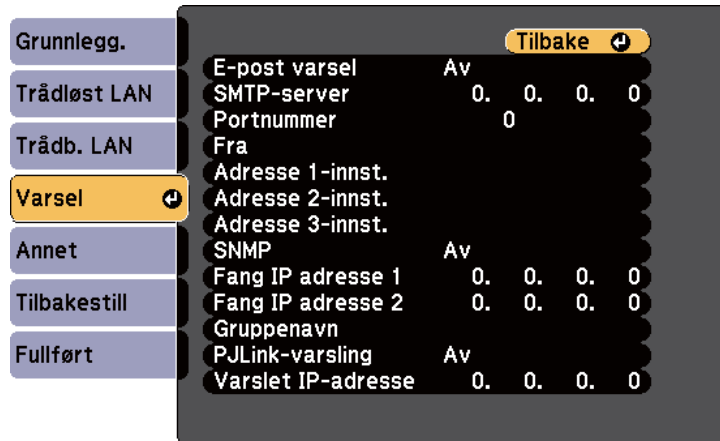 Grunnlegg.
Trådløst LAN
Trådb. LAN
Varsel
Annet
Tilbakestill
Fullført
Tilbake
E-post varsel Av
SMTP-server 0. 0. 0. 0
Portnummer 0
Fra
Adresse 1-innst.
Adresse 2-innst.
Adresse 3-innst.
SNMP Av
Fang IP adresse 1 0. 0. 0. 0
Fang IP adresse 2 0. 0. 0. 0
Gruppenavn
PJLink-varsling Av
Varslet IP-adresse 0. 0. 0. 0